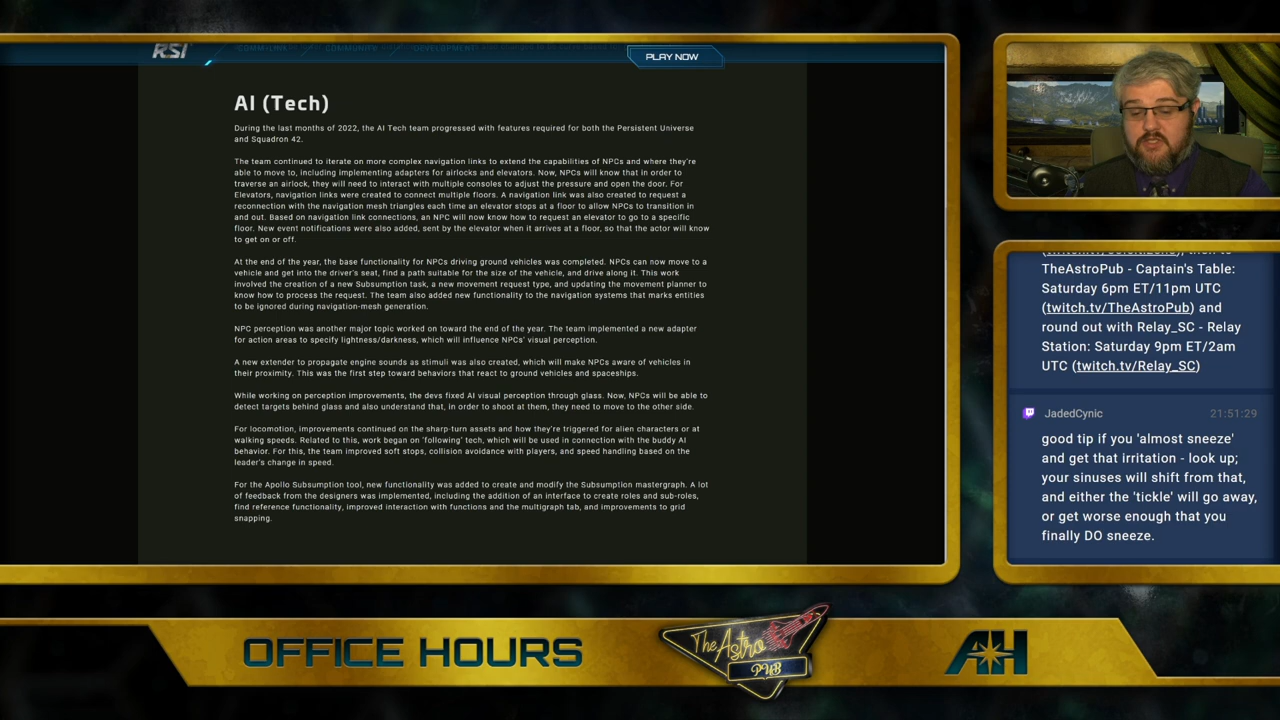 RSI
COMM-LINK
COMMUNITY
DEVELOPMENT
PLAY NOW
AI (Tech)
During the last months of 2022, the AI Tech team progressed with features required for both the Persistent Universe
and Squadron 42.
The team continued to iterate on more complex navigation links to extend the capabilities of NPCs and where they're
able to move to, including implementing adapters for airlocks and elevators. Now, NPCs will know that in order to
traverse an airlock, they will need to interact with multiple consoles to adjust the pressure and open the door. For
Elevators, navigation links were created to connect multiple floors. A navigation link was also created to request a
reconnection with the navigation mesh triangles each time an elevator stops at a floor to allow NPCs to transition in
and out. Based on navigation link connections, an NPC will now know how to request an elevator to go to a specific
floor. New event notifications were also added, sent by the elevator when it arrives at a floor, so that the actor will know
to get on or off.
At the end of the year, the base functionality for NPCs driving ground vehicles was completed. NPCs can now move to a
vehicle and get into the driver's seat, find a path suitable for the size of the vehicle, and drive along it. This work
involved the creation of a new Subsumption task, a new movement request type, and updating the movement planner to
know how to process the request. The team also added new functionality to the navigation systems that marks entities
to be ignored during navigation-mesh generation.
NPC perception was another major topic worked on toward the end of the year. The team implemented a new adapter
for action areas to specify lightness/darkness, which will influence NPCs' visual perception.
A new extender to propagate engine sounds as stimuli was also created, which will make NPCs aware of vehicles in
their proximity. This was the first step toward behaviors that react to ground vehicles and spaceships.
While working on perception improvements, the devs fixed AI visual perception through glass. Now, NPCs will be able to
detect targets behind glass and also understand that, in order to shoot at them, they need to move to the other side.
For locomotion, improvements continued on the sharp-turn assets and how they're triggered for alien characters or at
walking speeds. Related to this, work began on 'following' tech, which will be used in connection with the buddy AI
behavior. For this, the team improved soft stops, collision avoidance with players, and speed handling based on the
leader's change in speed.
For the Apollo Subsumption tool, new functionality was added to create and modify the Subsumption mastergraph. A lot
of feedback from the designers was implemented, including the addition of an interface to create roles and sub-roles,
find reference functionality, improved interaction with functions and the multigraph tab, and improvements to grid
snapping.
TheAstroPub - Captain's Table:
Saturday 6pm ET/11pm UTC
(twitch.tv/TheAstroPub) and
round out with Relay_SC - Relay
Station: Saturday 9pm ET/2am
UTC (twitch.tv/Relay_SC)
JadedCynic 21:51:29
good tip if you 'almost sneeze'
and get that irritation - look up;
your sinuses will shift from that,
and either the 'tickle' will go away,
or get worse enough that you
finally DO sneeze.
OFFICE HOURS
The Astro
PUB
AH